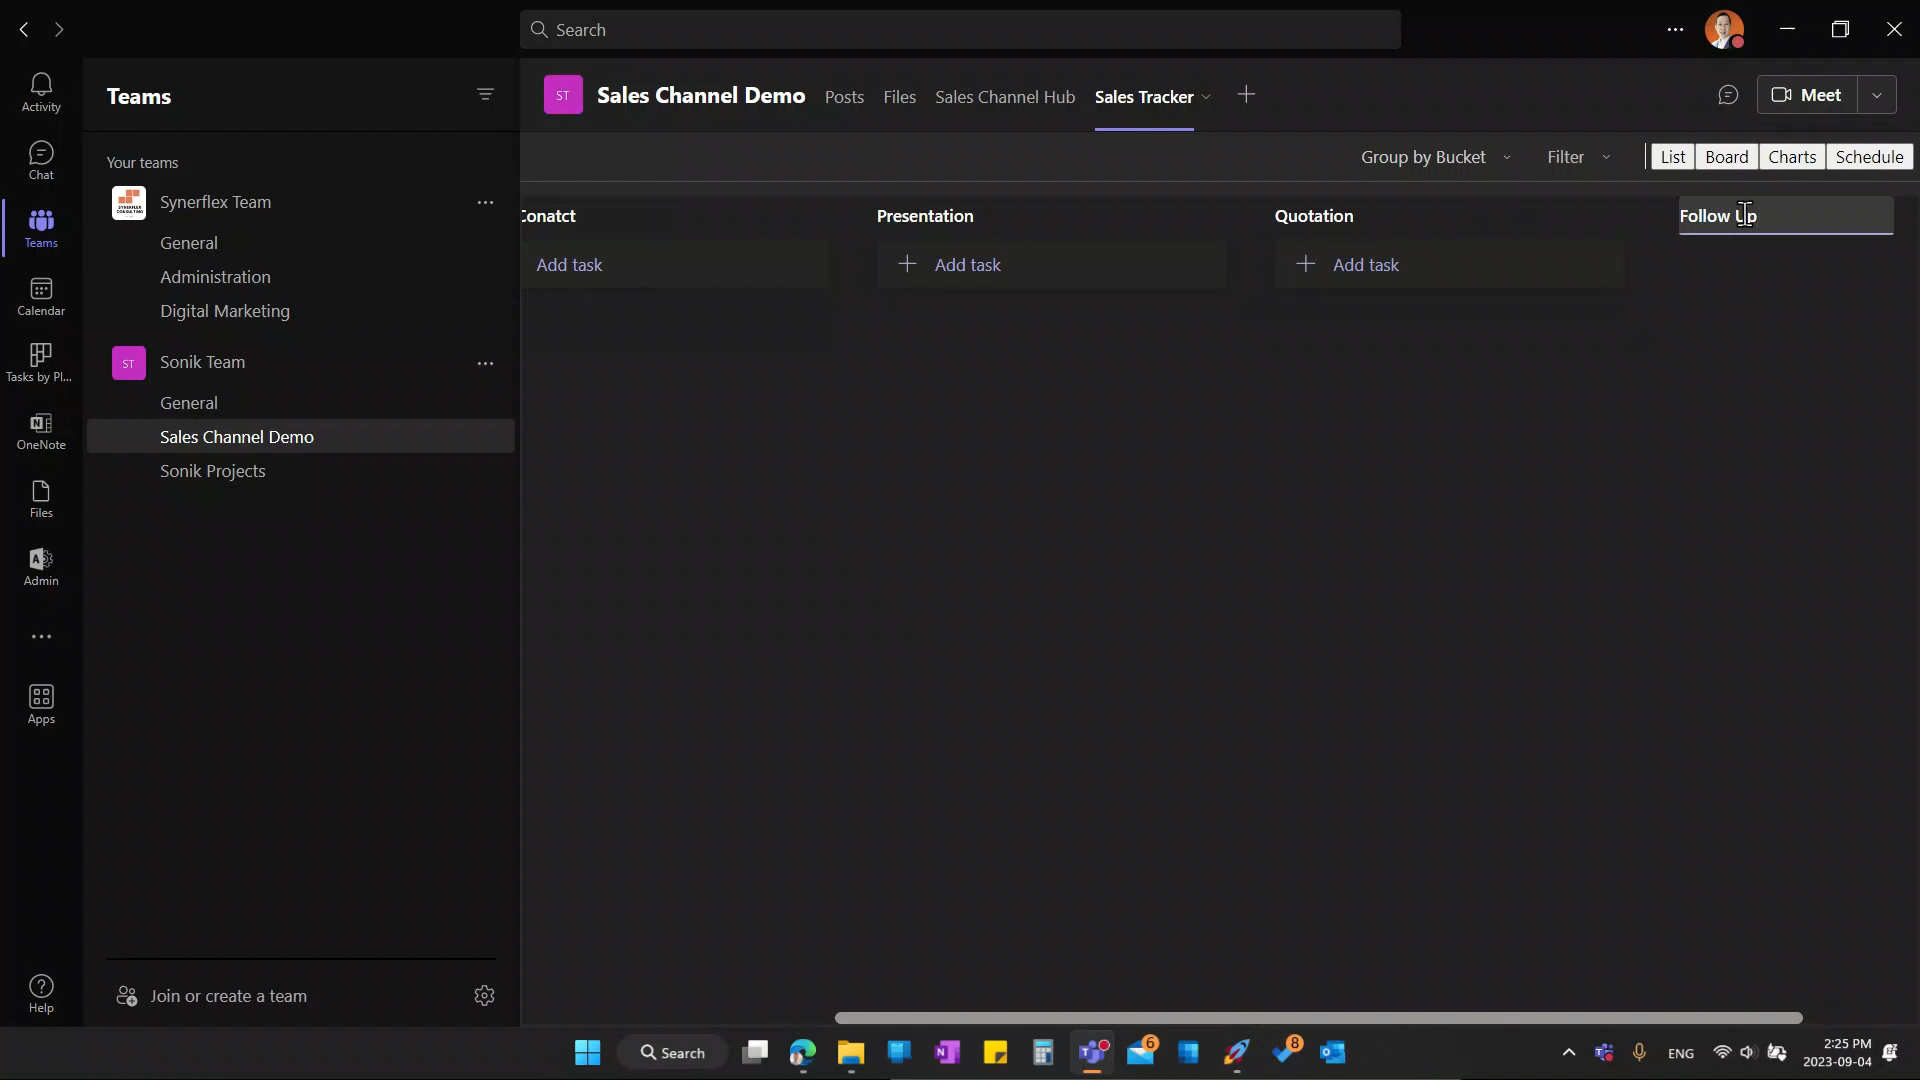 Search
Activity
Chat
Teams
Calendar
Tasks by Pl...
OneNote
Files
Admin
Apps
Help
Teams
Your teams
SYNERFLEX
CONSULTING
Synerflex Team
General
Administration
Digital Marketing
ST
Sonik Team
General
Sales Channel Demo
Sonik Projects
Join or create a team
ST
Sales Channel Demo
Posts
Files
Sales Channel Hub
Sales Tracker
Meet
Group by Bucket
Filter
List
Board
Charts
Schedule
Conatct
Presentation
Quotation
Follow Up
Add task
Add task
Add task
Search
6
8
ENG
2:25 PM
2023-09-04